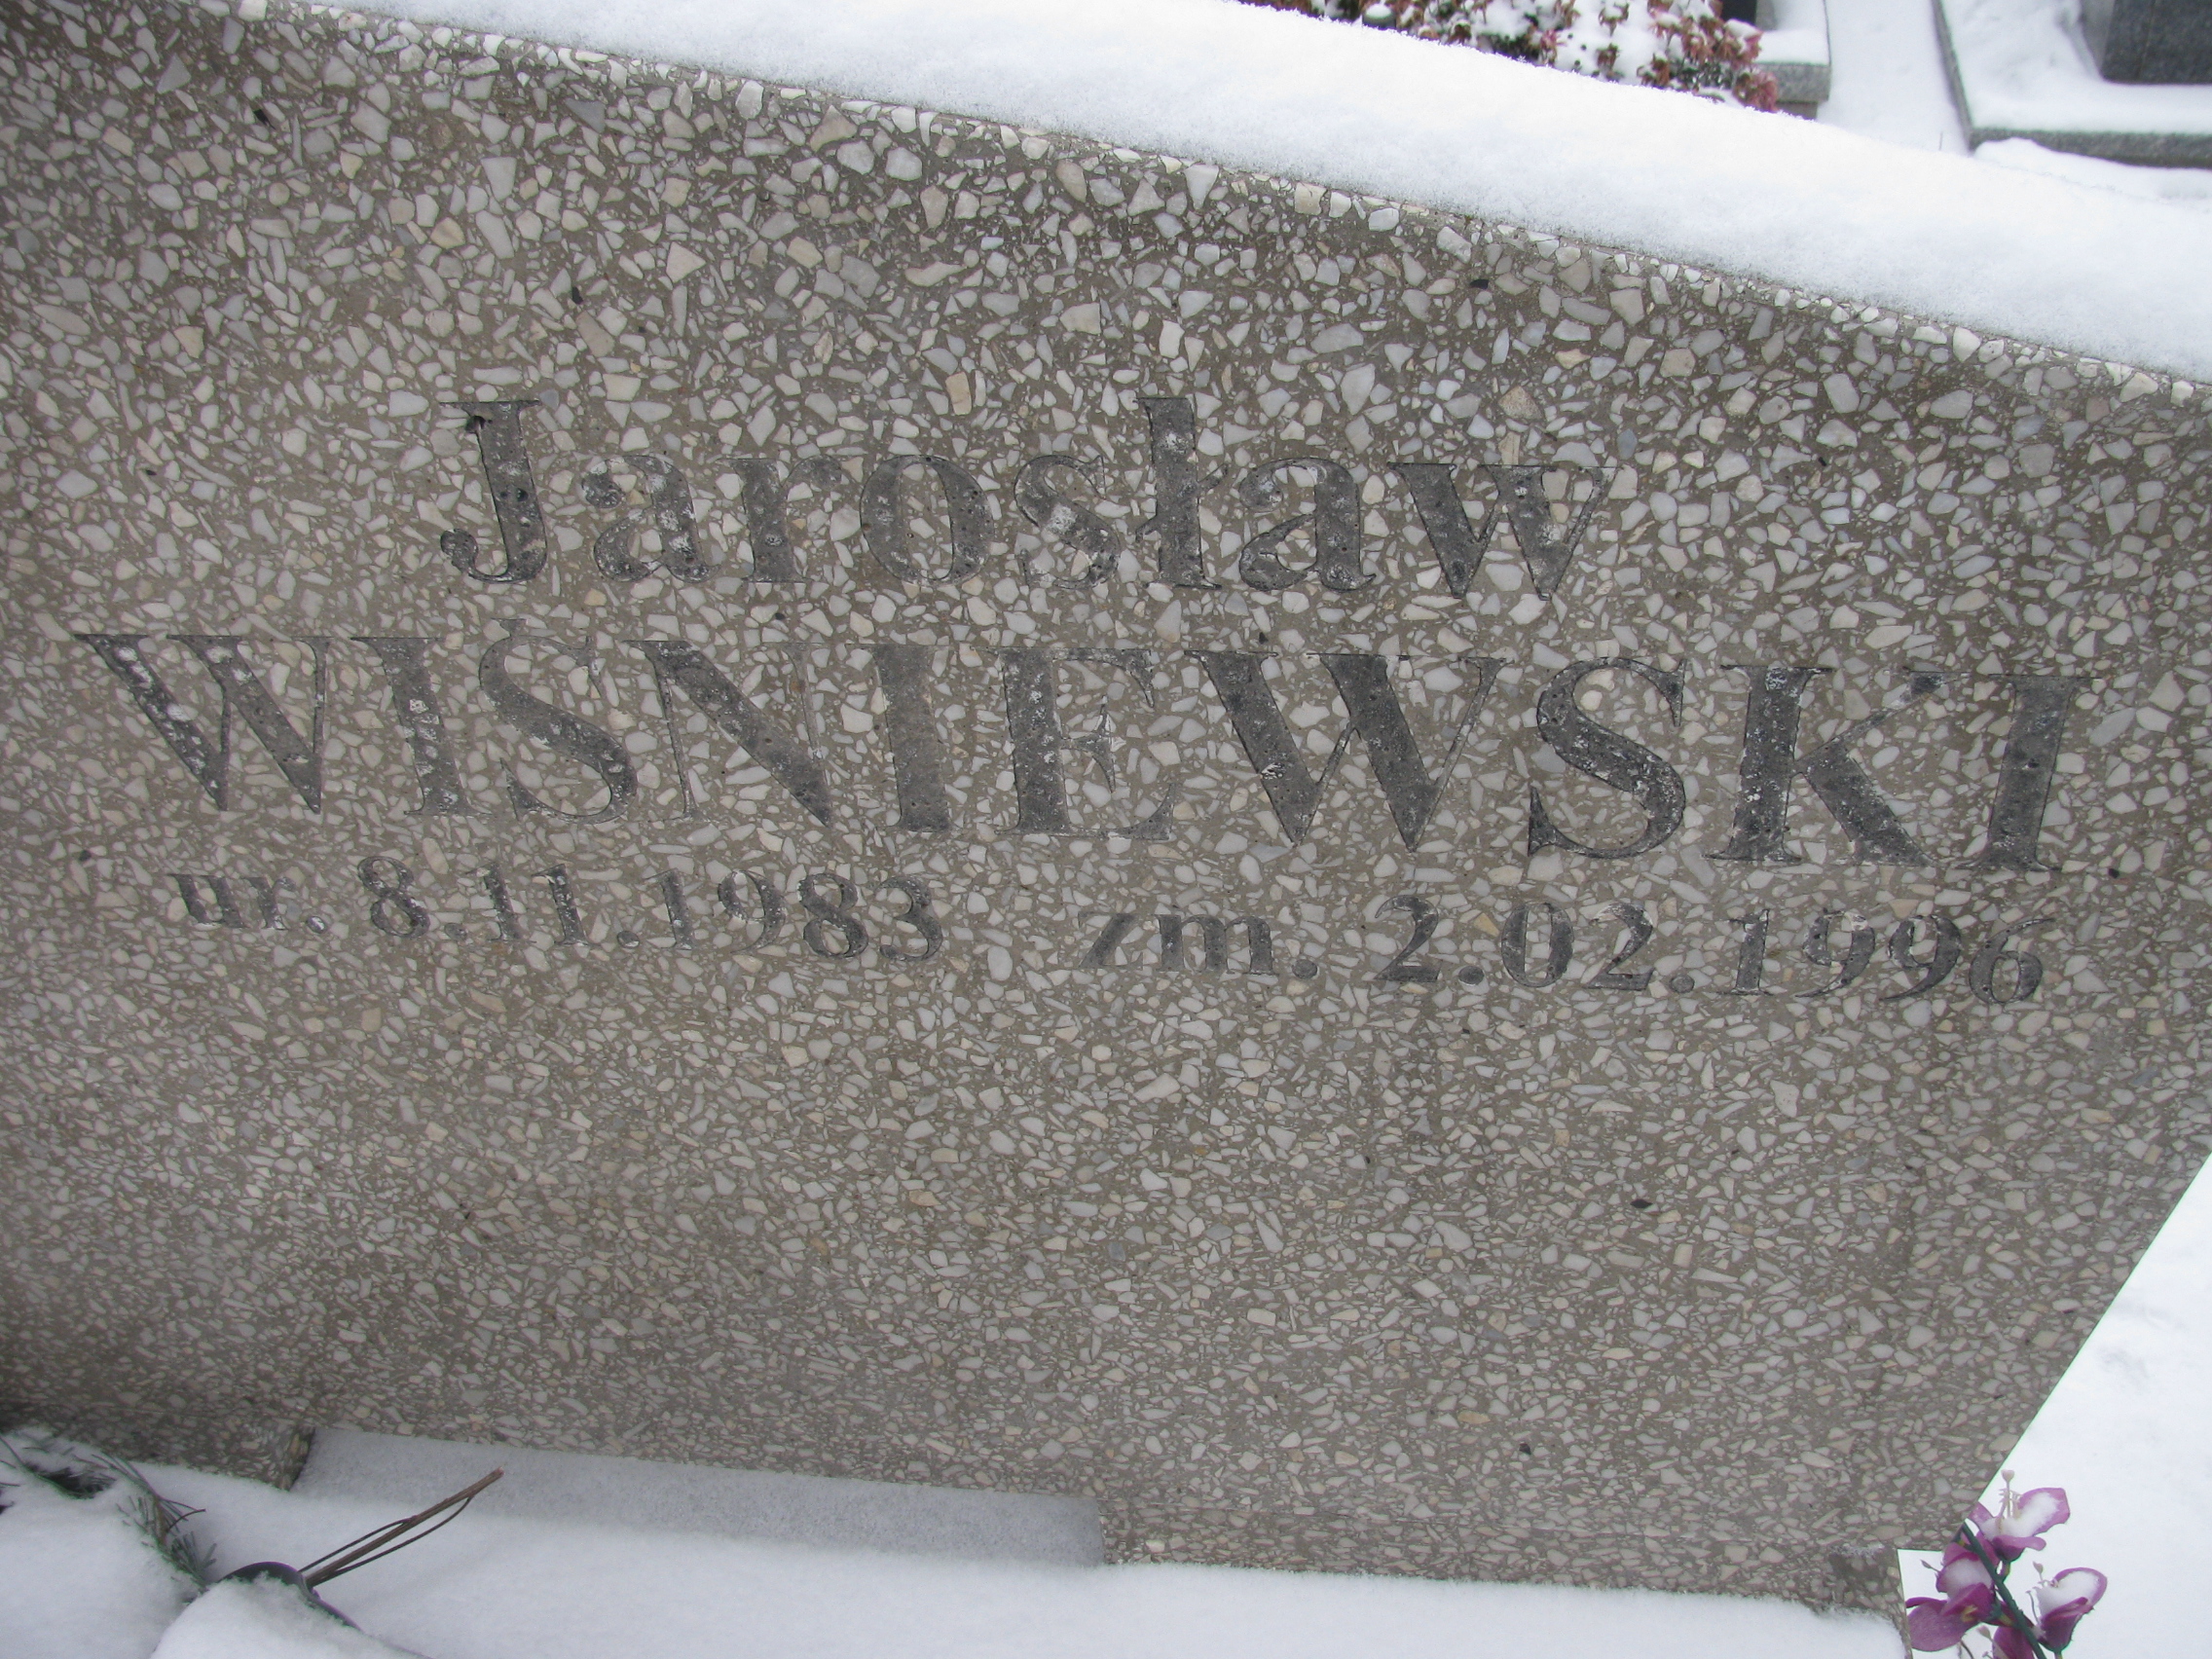 Jarosław
WIŚNIEWSKI
ur. 8.11.1983 zm. 2.02.1996